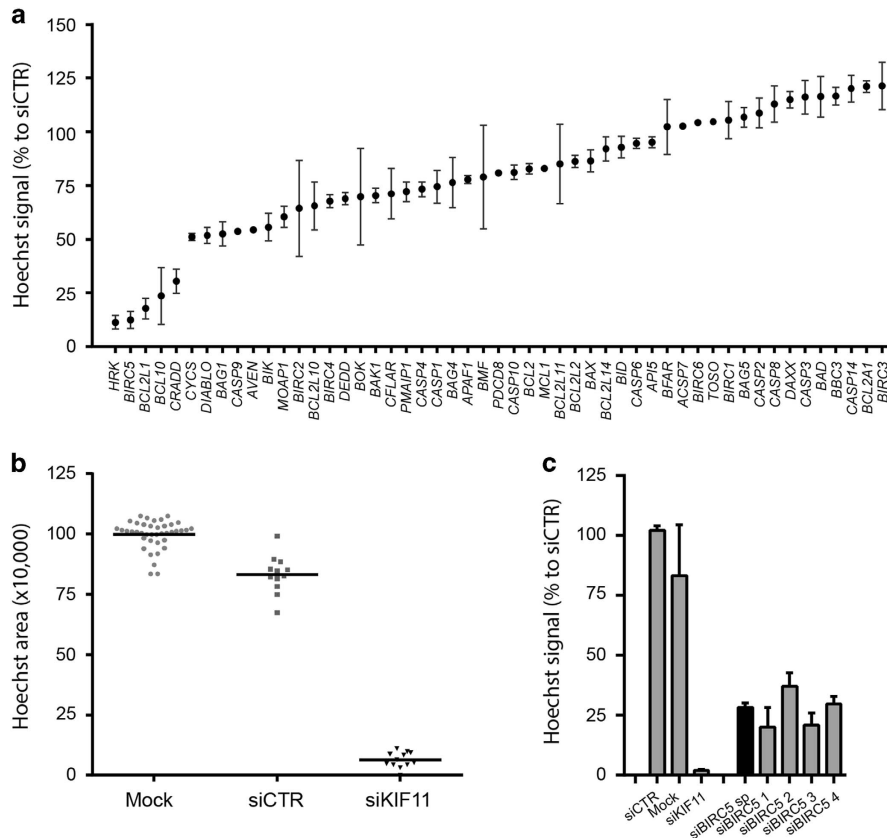 a
Hoechst signal (% to siCTR)
150
125
100
75
50
25
0
HRK
BIRC5
BCL2L1
BCL10
CRADD
CYCS
DIABLO
BAG1
CASP9
AVEN
BIK
MOAP1
BIRC2
BCL2L10
BIRC4
DEDD
BOK
BAK1
CFLAR
PMAIP1
CASP4
CASP1
BAG4
APAF1
BMF
PDCD8
CASP10
BCL2
MCL1
BCL2L11
BCL2L2
BAX
BCL2L14
BID
CASP6
API5
BFAR
ACSP7
BIRC6
TOSO
BIRC1
BAG5
CASP2
CASP8
DAXX
CASP3
BAD
BBC3
CASP14
BCL2A1
BIRC3
b
Hoechst area (x10,000)
125
100
75
50
25
0
Mock
siCTR
siKIF11
c
Hoechst signal (% to siCTR)
125
100
75
50
25
0
siCTR
Mock
siKIF11
siBIRC5 sp
siBIRC5 1
siBIRC5 2
siBIRC5 3
siBIRC5 4